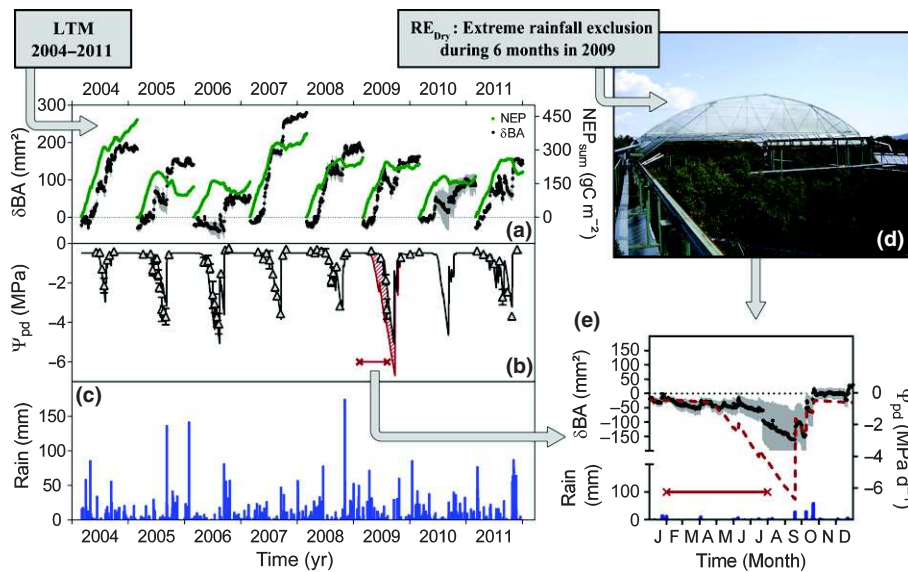 LTM
2004–2011
RE_Dry : Extreme rainfall exclusion
during 6 months in 2009
2004 2005 2006 2007 2008 2009 2010 2011
300
200
100
0
δBA (mm²)
NEP
δBA
450
300
150
0
NEP_sum (gC m⁻²)
(a)
(d)
0
−2
−4
−6
Ψ_pd (MPa)
(b)
(c)
150
100
50
0
Rain (mm)
2004 2005 2006 2007 2008 2009 2010 2011
Time (yr)
(e)
150
100
50
0
−50
−100
−150
δBA (mm²)
0
−2
−4
−6
Ψ_pd (MPa d⁻¹)
100
0
Rain
(mm)
J F M A M J J A S O N D
Time (Month)